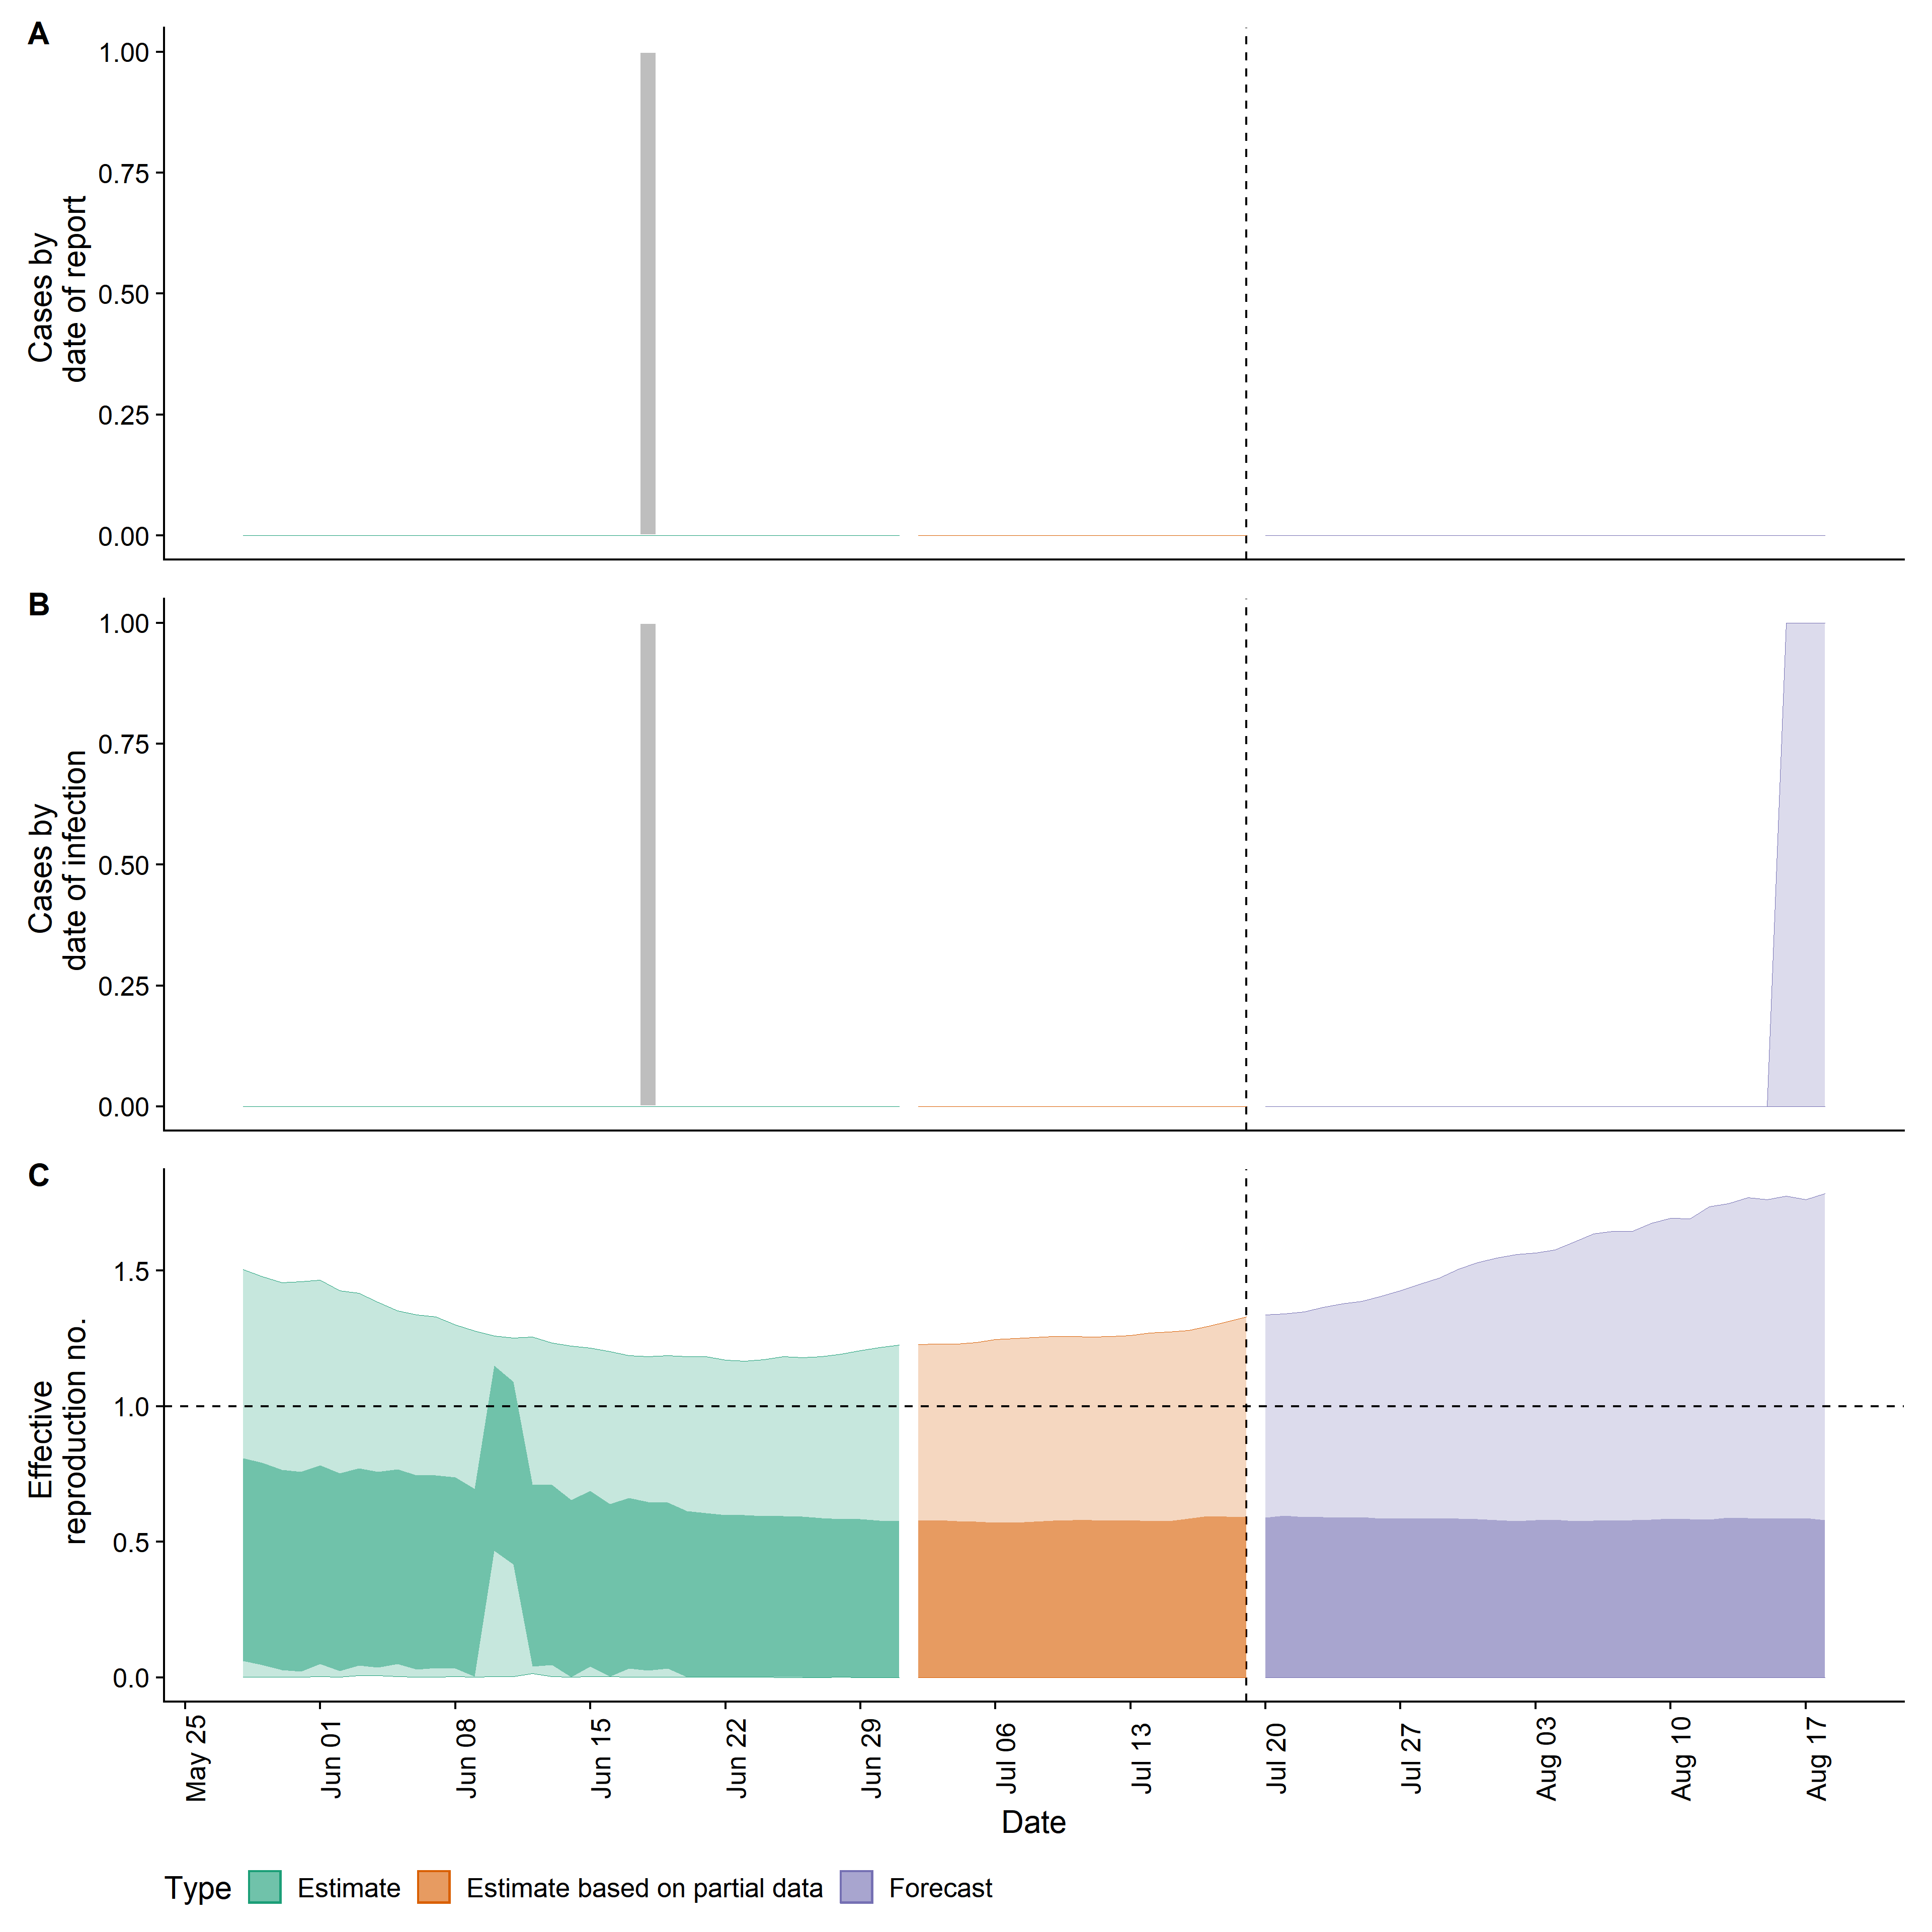 A
1.00
0.75
0.50
0.25
0.00
Cases by
date of report
B
1.00
0.75
0.50
0.25
0.00
Cases by
date of infection
C
1.5
1.0
0.5
0.0
Effective
reproduction no.
May 25
Jun 01
Jun 08
Jun 15
Jun 22
Jun 29
Jul 06
Jul 13
Jul 20
Jul 27
Aug 03
Aug 10
Aug 17
Date
Type Estimate Estimate based on partial data Forecast